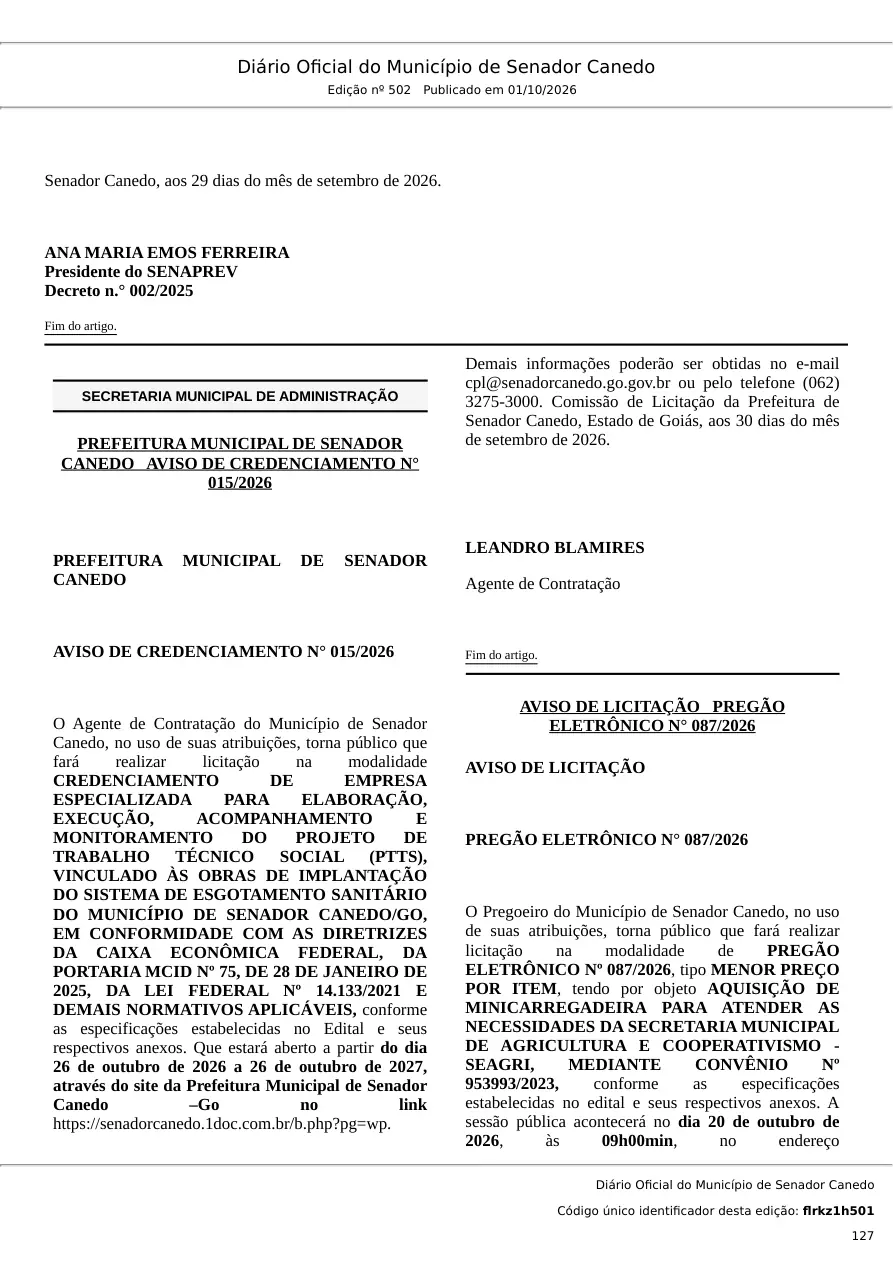 Diário Oficial do Município de Senador Canedo
Edição nº 502 Publicado em 01/10/2026
Senador Canedo, aos 29 dias do mês de setembro de 2026.
ANA MARIA EMOS FERREIRA
Presidente do SENAPREV
Decreto n.° 002/2025
Fim do artigo.
SECRETARIA MUNICIPAL DE ADMINISTRAÇÃO
PREFEITURA MUNICIPAL DE SENADOR
CANEDO AVISO DE CREDENCIAMENTO N°
015/2026
PREFEITURA MUNICIPAL DE SENADOR
CANEDO
AVISO DE CREDENCIAMENTO N° 015/2026
O Agente de Contratação do Município de Senador
Canedo, no uso de suas atribuições, torna público que
fará realizar licitação na modalidade
CREDENCIAMENTO DE EMPRESA
ESPECIALIZADA PARA ELABORAÇÃO,
EXECUÇÃO, ACOMPANHAMENTO E
MONITORAMENTO DO PROJETO DE
TRABALHO TÉCNICO SOCIAL (PTTS),
VINCULADO ÀS OBRAS DE IMPLANTAÇÃO
DO SISTEMA DE ESGOTAMENTO SANITÁRIO
DO MUNICÍPIO DE SENADOR CANEDO/GO,
EM CONFORMIDADE COM AS DIRETRIZES
DA CAIXA ECONÔMICA FEDERAL, DA
PORTARIA MCID Nº 75, DE 28 DE JANEIRO DE
2025, DA LEI FEDERAL Nº 14.133/2021 E
DEMAIS NORMATIVOS APLICÁVEIS, conforme
as especificações estabelecidas no Edital e seus
respectivos anexos. Que estará aberto a partir do dia
26 de outubro de 2026 a 26 de outubro de 2027,
através do site da Prefeitura Municipal de Senador
Canedo –Go no link
https://senadorcanedo.1doc.com.br/b.php?pg=wp.
Demais informações poderão ser obtidas no e-mail
cpl@senadorcanedo.go.gov.br ou pelo telefone (062)
3275-3000. Comissão de Licitação da Prefeitura de
Senador Canedo, Estado de Goiás, aos 30 dias do mês
de setembro de 2026.
LEANDRO BLAMIRES
Agente de Contratação
Fim do artigo.
AVISO DE LICITAÇÃO PREGÃO
ELETRÔNICO N° 087/2026
AVISO DE LICITAÇÃO
PREGÃO ELETRÔNICO N° 087/2026
O Pregoeiro do Município de Senador Canedo, no uso
de suas atribuições, torna público que fará realizar
licitação na modalidade de PREGÃO
ELETRÔNICO Nº 087/2026, tipo MENOR PREÇO
POR ITEM, tendo por objeto AQUISIÇÃO DE
MINICARREGADEIRA PARA ATENDER AS
NECESSIDADES DA SECRETARIA MUNICIPAL
DE AGRICULTURA E COOPERATIVISMO -
SEAGRI, MEDIANTE CONVÊNIO Nº
953993/2023, conforme as especificações
estabelecidas no edital e seus respectivos anexos. A
sessão pública acontecerá no dia 20 de outubro de
2026, às 09h00min, no endereço
Diário Oficial do Município de Senador Canedo
Código único identificador desta edição: flrkz1h501
127